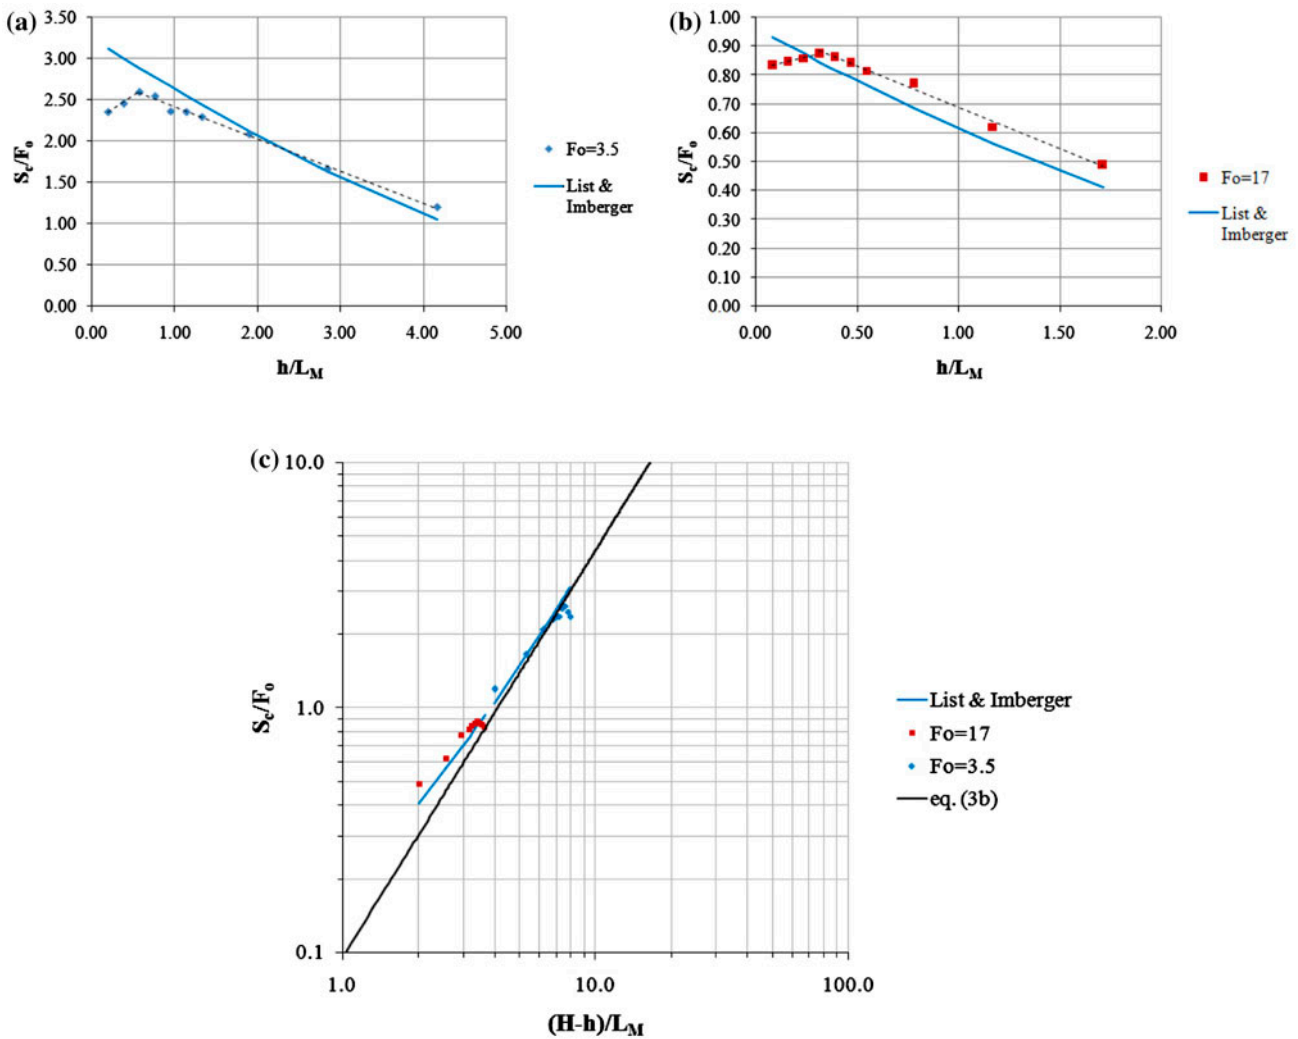 (a)
3.50
3.00
2.50
2.00
1.50
1.00
0.50
0.00
Sc/Fo
0.00 1.00 2.00 3.00 4.00 5.00
h/LM
Fo=3.5
List &
Imberger
(b)
1.00
0.90
0.80
0.70
0.60
0.50
0.40
0.30
0.20
0.10
0.00
Sc/Fo
0.00 0.50 1.00 1.50 2.00
h/LM
Fo=17
List &
Imberger
(c)
10.0
1.0
0.1
Sc/Fo
1.0 10.0 100.0
(H-h)/LM
List & Imberger
Fo=17
Fo=3.5
eq. (3b)